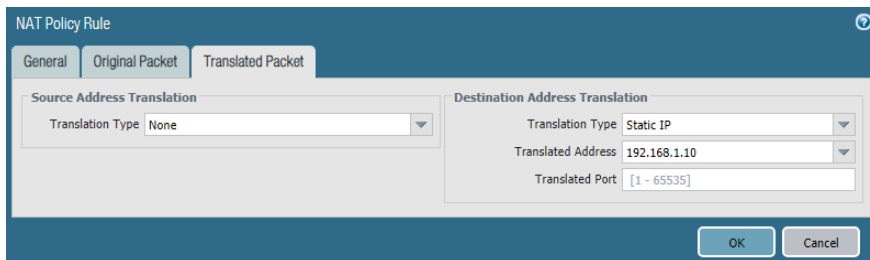 NAT Policy Rule
General
Original Packet
Translated Packet
Source Address Translation
Translation Type None
Destination Address Translation
Translation Type Static IP
Translated Address 192.168.1.10
Translated Port [1 - 65535]
OK
Cancel